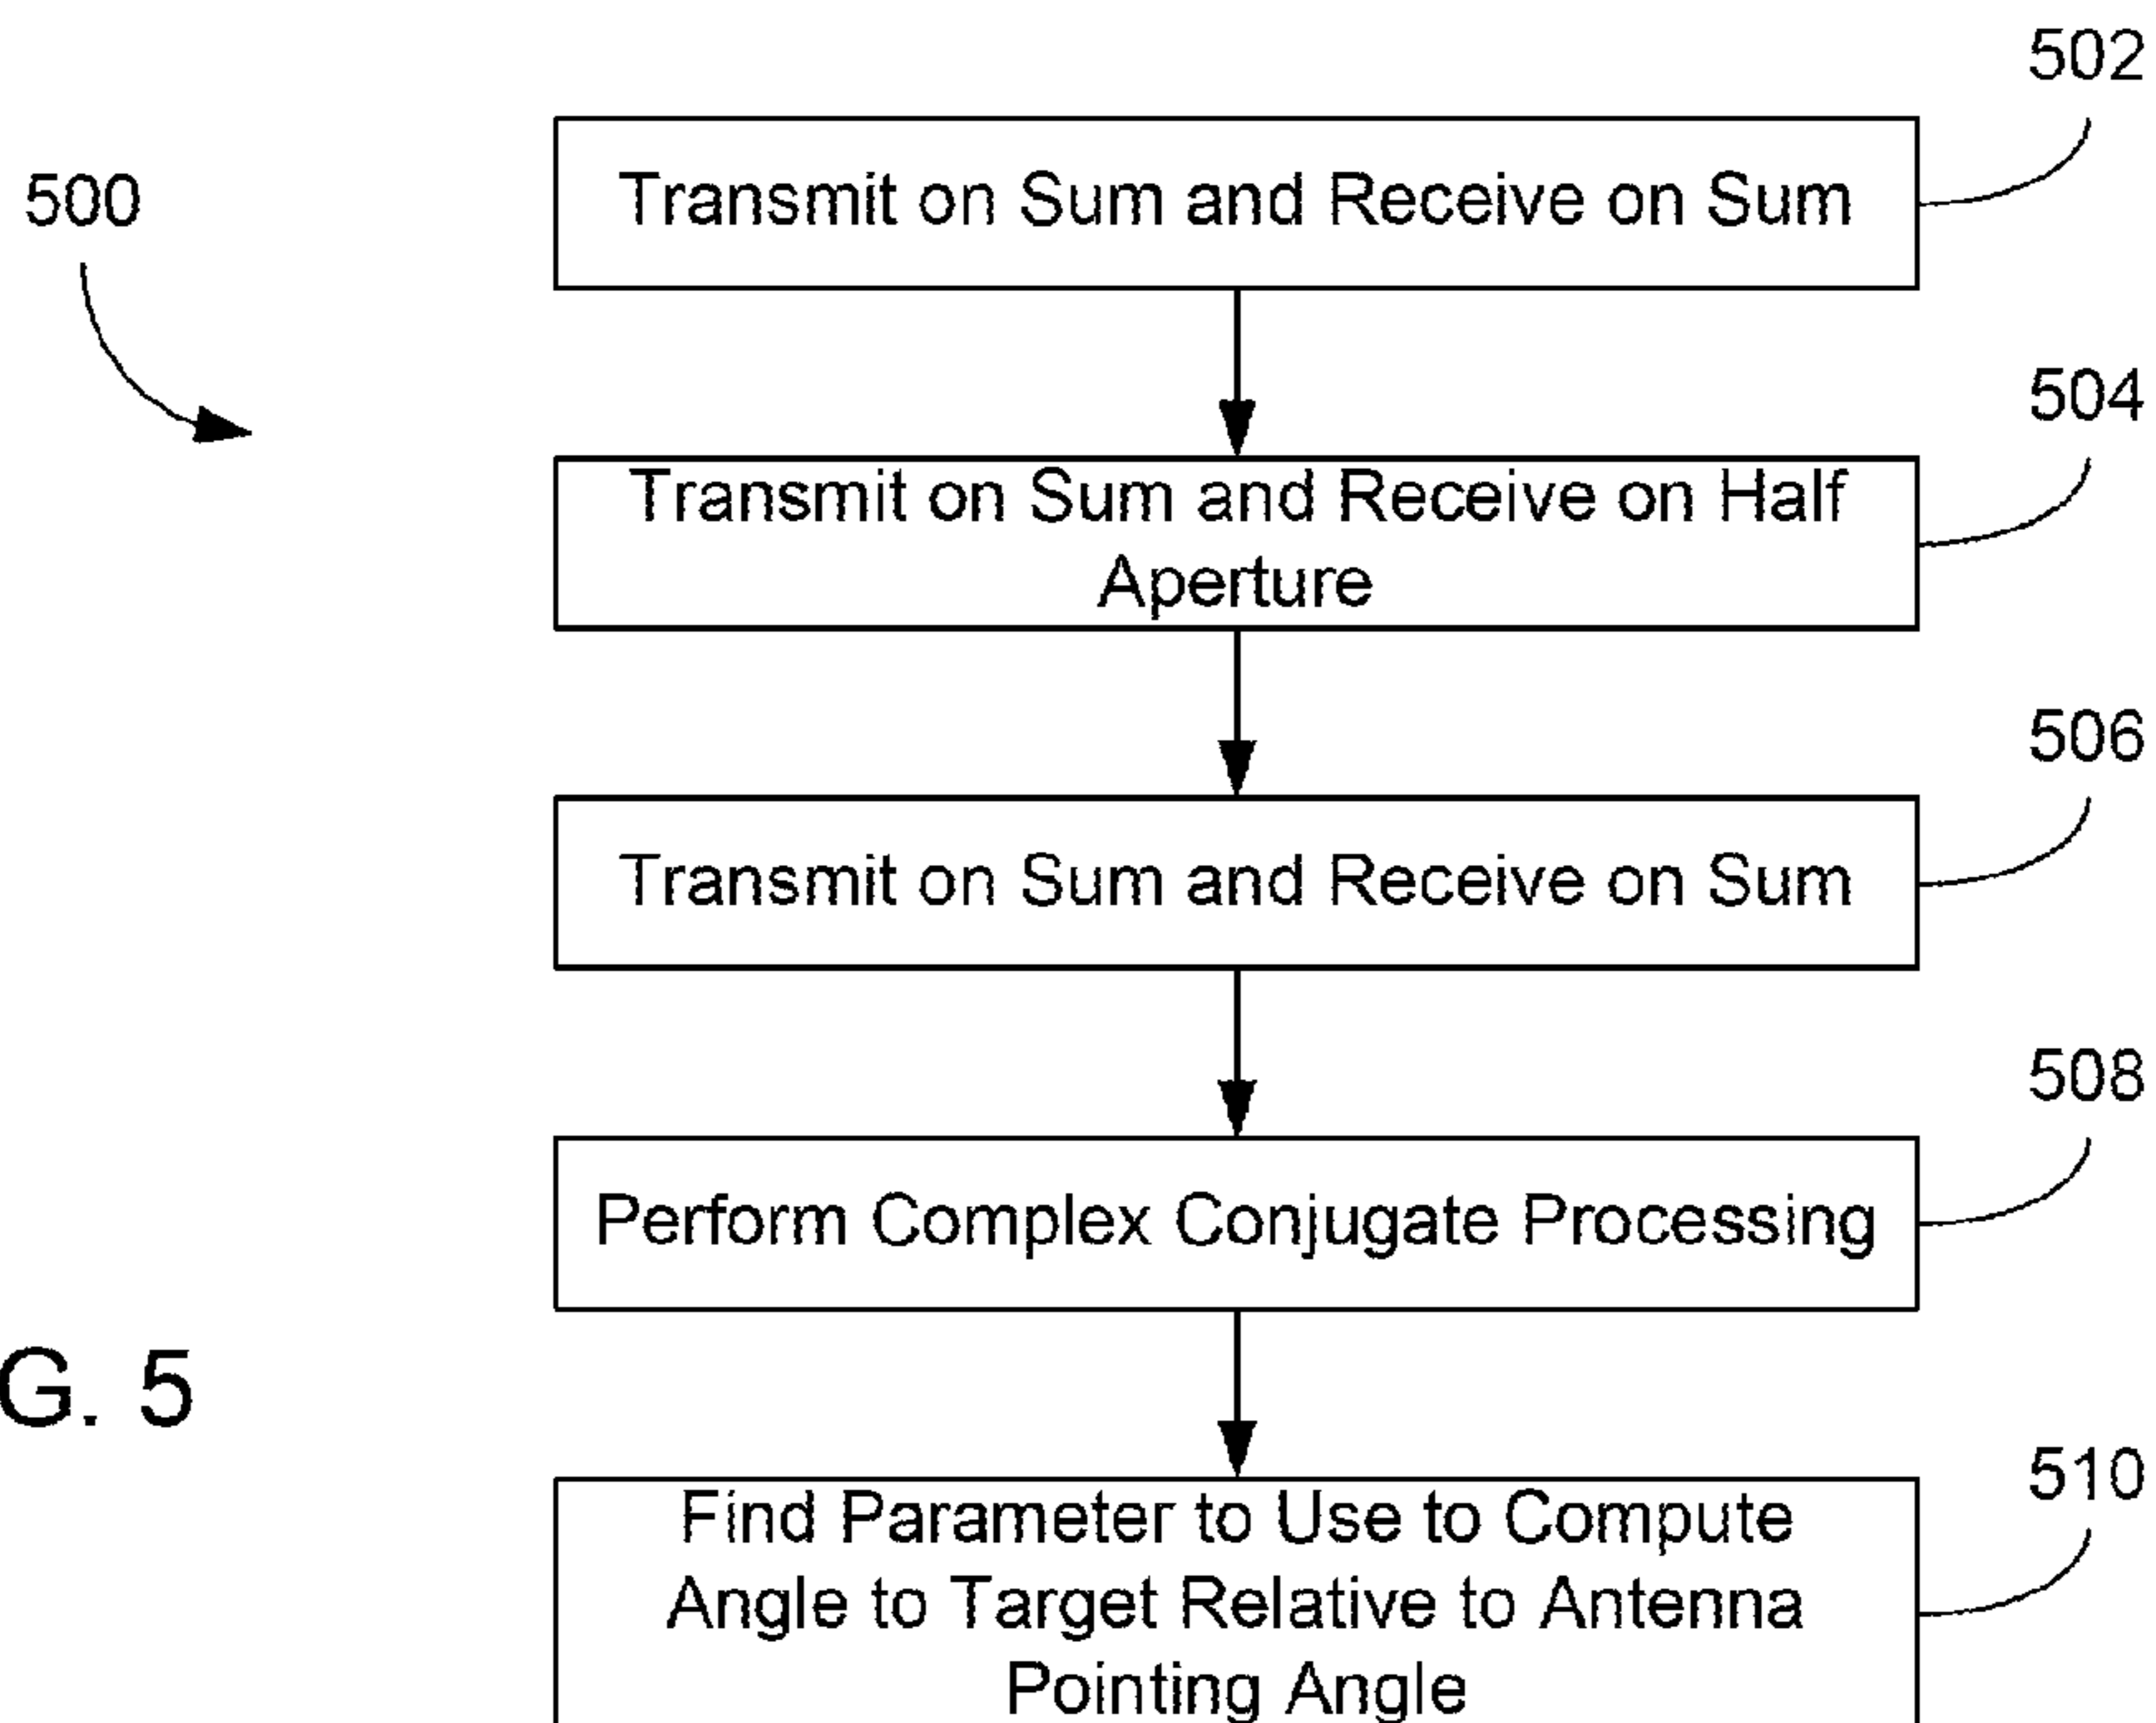 502
Transmit on Sum and Receive on Sum
500
504
Transmit on Sum and Receive on Half
Aperture
506
Transmit on Sum and Receive on Sum
508
Perform Complex Conjugate Processing
G. 5
510
Find Parameter to Use to Compute
Angle to Target Relative to Antenna
Pointing Angle